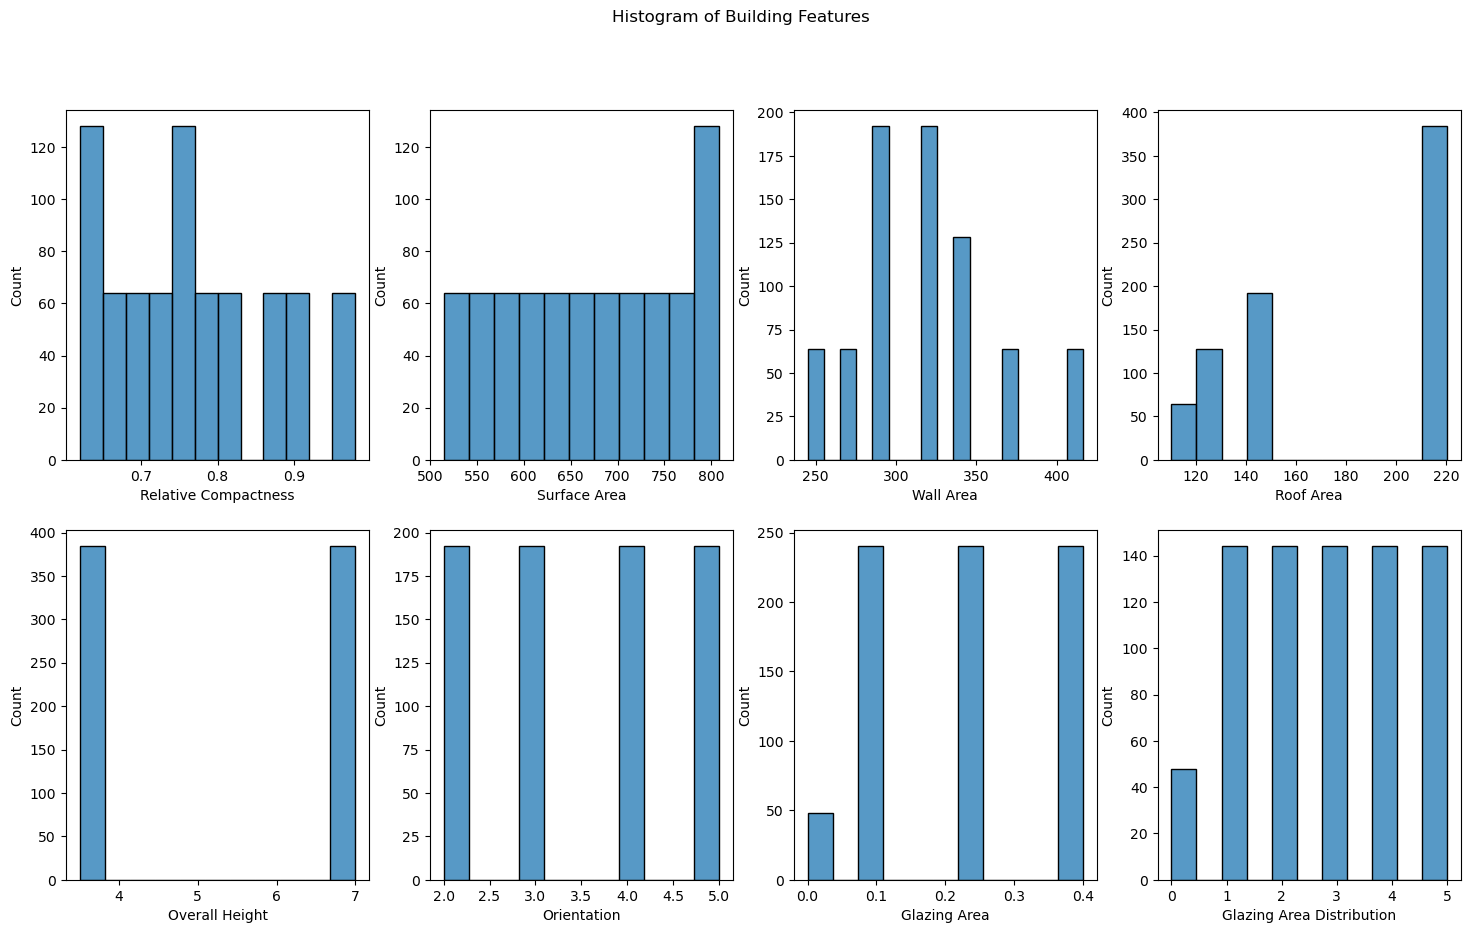 Histogram of Building Features
120
100
80
60
40
20
0
Count
0.7 0.8 0.9
Relative Compactness
120
100
80
60
40
20
0
Count
500 550 600 650 700 750 800
Surface Area
200
175
150
125
100
75
50
25
0
Count
250 300 350 400
Wall Area
400
350
300
250
200
150
100
50
0
Count
120 140 160 180 200 220
Roof Area
400
350
300
250
200
150
100
50
0
Count
4 5 6 7
Overall Height
200
175
150
125
100
75
50
25
0
Count
2.0 2.5 3.0 3.5 4.0 4.5 5.0
Orientation
250
200
150
100
50
0
Count
0.0 0.1 0.2 0.3 0.4
Glazing Area
140
120
100
80
60
40
20
0
Count
0 1 2 3 4 5
Glazing Area Distribution